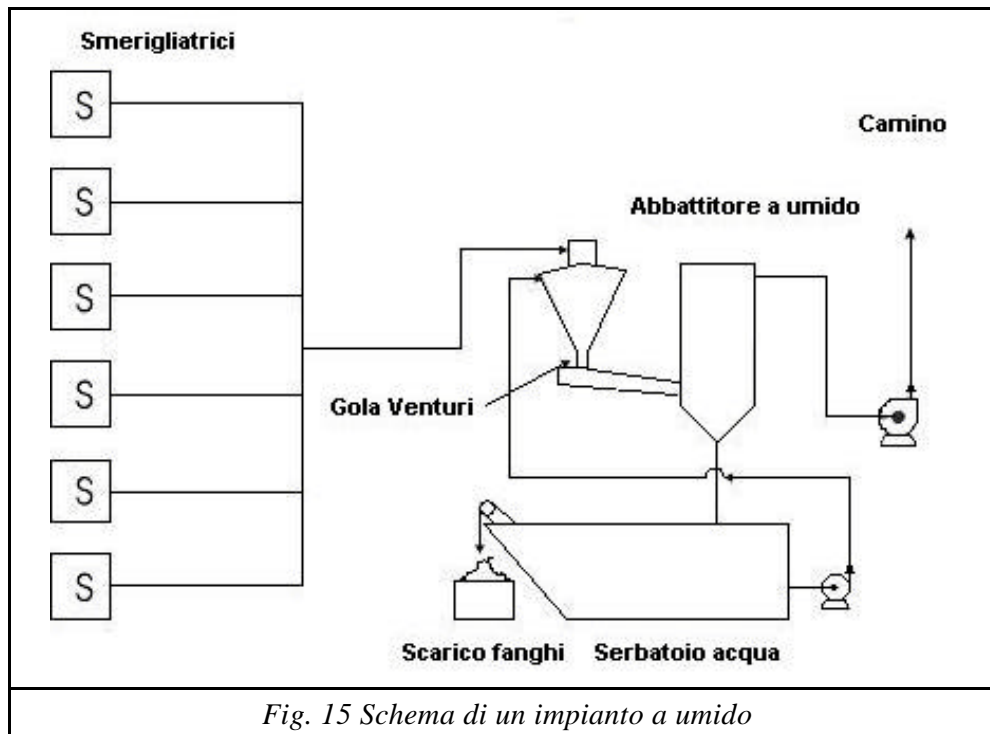 Smerigliatrici
S
S
S
S
S
S
Camino
Abbattitore a umido
Gola Venturi
Scarico fanghi
Serbatoio acqua
Fig. 15 Schema di un impianto a umido